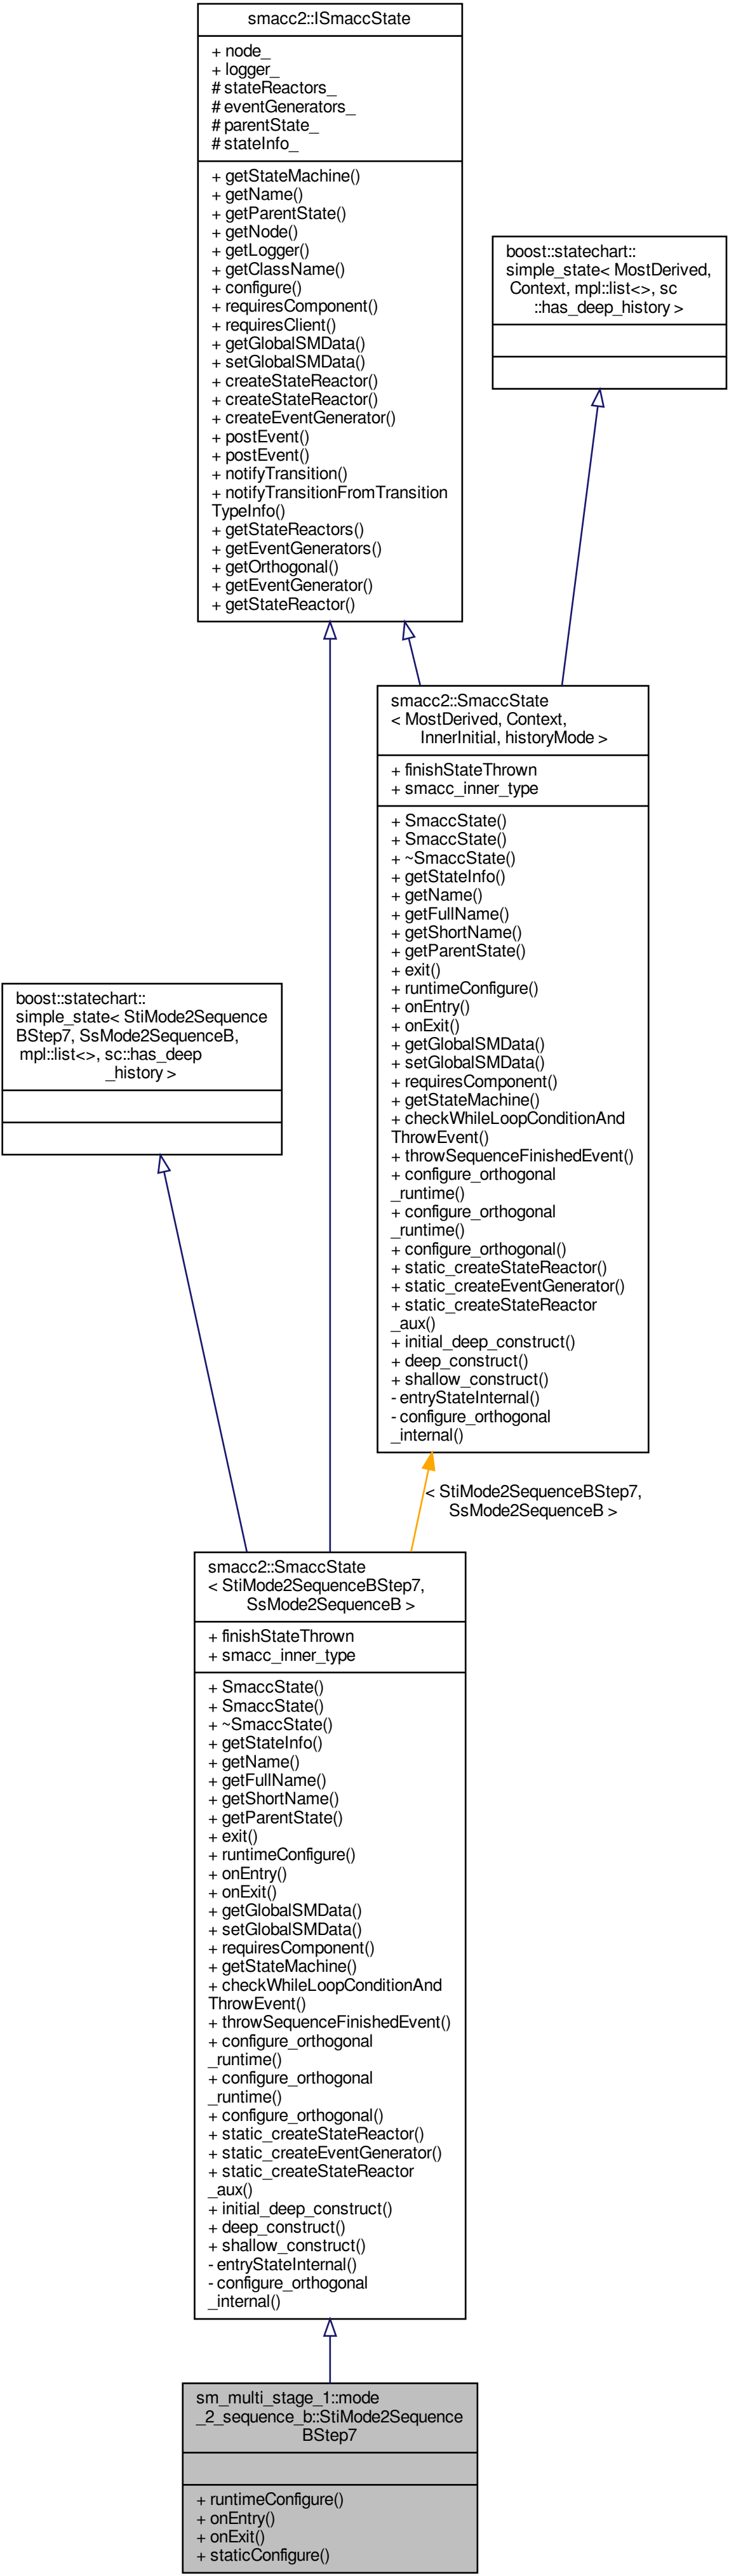 smacc2::ISmaccState
+ node_
+ logger_
# stateReactors_
# eventGenerators_
# parentState_
# stateInfo_
+ getStateMachine()
+ getName()
+ getParentState()
+ getNode()
+ getLogger()
+ getClassName()
+ configure()
+ requiresComponent()
+ requiresClient()
+ getGlobalSMData()
+ setGlobalSMData()
+ createStateReactor()
+ createStateReactor()
+ createEventGenerator()
+ postEvent()
+ postEvent()
+ notifyTransition()
+ notifyTransitionFromTransition
TypeInfo()
+ getStateReactors()
+ getEventGenerators()
+ getOrthogonal()
+ getEventGenerator()
+ getStateReactor()
boost::statechart::
simple_state< MostDerived,
Context, mpl::list<>, sc
::has_deep_history >
smacc2::SmaccState
< MostDerived, Context,
InnerInitial, historyMode >
+ finishStateThrown
+ smacc_inner_type
+ SmaccState()
+ SmaccState()
+ ~SmaccState()
+ getStateInfo()
+ getName()
+ getFullName()
+ getShortName()
+ getParentState()
+ exit()
+ runtimeConfigure()
+ onEntry()
+ onExit()
+ getGlobalSMData()
+ setGlobalSMData()
+ requiresComponent()
+ getStateMachine()
+ checkWhileLoopConditionAnd
ThrowEvent()
+ throwSequenceFinishedEvent()
+ configure_orthogonal
_runtime()
+ configure_orthogonal
_runtime()
+ configure_orthogonal()
+ static_createStateReactor()
+ static_createEventGenerator()
+ static_createStateReactor
_aux()
+ initial_deep_construct()
+ deep_construct()
+ shallow_construct()
- entryStateInternal()
- configure_orthogonal
_internal()
boost::statechart::
simple_state< StiMode2Sequence
BStep7, SsMode2SequenceB,
mpl::list<>, sc::has_deep
_history >
< StiMode2SequenceBStep7,
SsMode2SequenceB >
smacc2::SmaccState
< StiMode2SequenceBStep7,
SsMode2SequenceB >
+ finishStateThrown
+ smacc_inner_type
+ SmaccState()
+ SmaccState()
+ ~SmaccState()
+ getStateInfo()
+ getName()
+ getFullName()
+ getShortName()
+ getParentState()
+ exit()
+ runtimeConfigure()
+ onEntry()
+ onExit()
+ getGlobalSMData()
+ setGlobalSMData()
+ requiresComponent()
+ getStateMachine()
+ checkWhileLoopConditionAnd
ThrowEvent()
+ throwSequenceFinishedEvent()
+ configure_orthogonal
_runtime()
+ configure_orthogonal
_runtime()
+ configure_orthogonal()
+ static_createStateReactor()
+ static_createEventGenerator()
+ static_createStateReactor
_aux()
+ initial_deep_construct()
+ deep_construct()
+ shallow_construct()
- entryStateInternal()
- configure_orthogonal
_internal()
sm_multi_stage_1::mode
_2_sequence_b::StiMode2Sequence
BStep7
+ runtimeConfigure()
+ onEntry()
+ onExit()
+ staticConfigure()